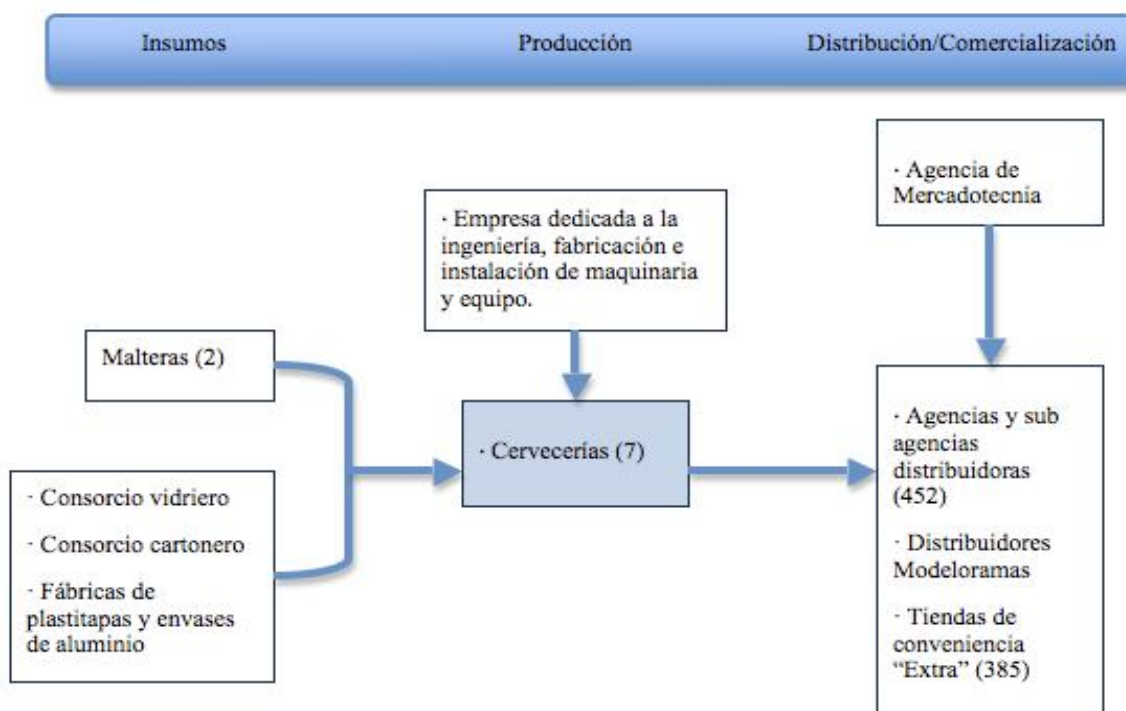 Insumos
Producción
Distribución/Comercialización
· Agencia de
Mercadotecnía
· Empresa dedicada a la
ingeniería, fabricación e
instalación de maquinaria
y equipo.
Malteras (2)
· Cervecerías (7)
· Consorcio vidriero
· Consorcio cartonero
· Fábricas de
plastitapas y envases
de aluminio
· Agencias y sub
agencias
distribuidoras
(452)
· Distribuidores
Modeloramas
· Tiendas de
conveniencia
“Extra” (385)